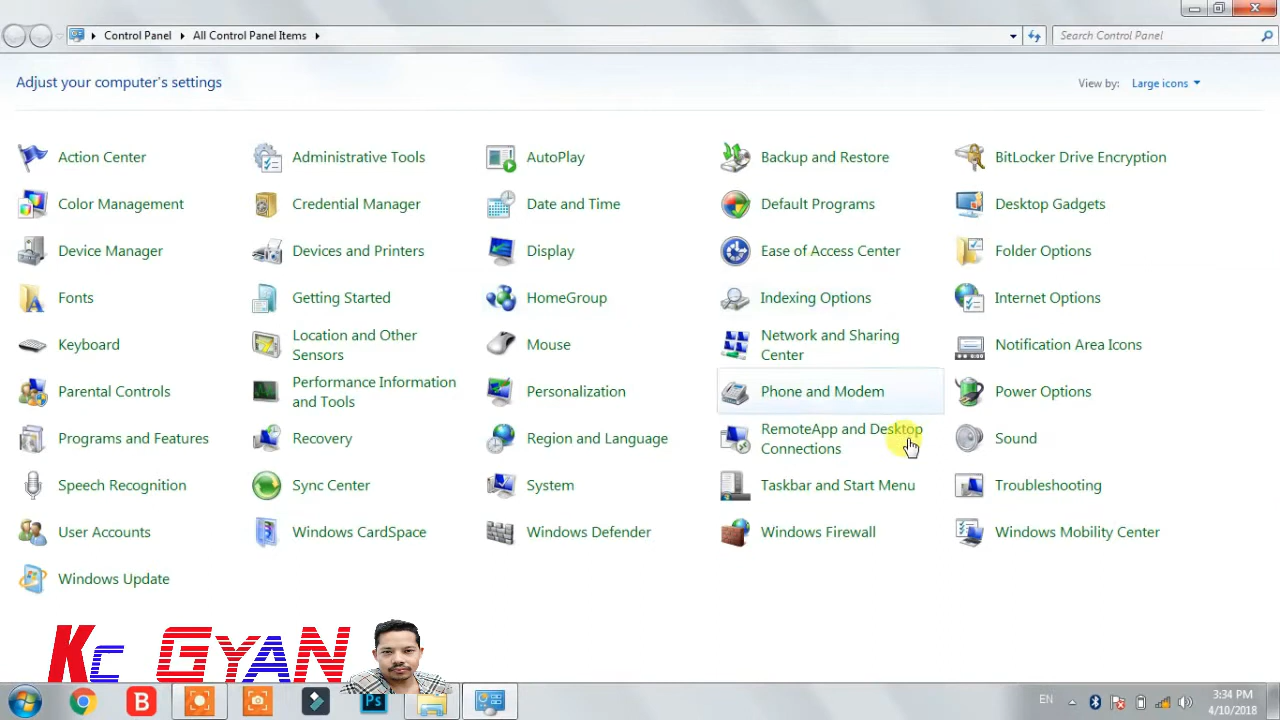 Control Panel All Control Panel Items
Search Control Panel
Adjust your computer's settings
View by: Large icons
Action Center
Administrative Tools
AutoPlay
Backup and Restore
BitLocker Drive Encryption
Color Management
Credential Manager
Date and Time
Default Programs
Desktop Gadgets
Device Manager
Devices and Printers
Display
Ease of Access Center
Folder Options
Fonts
Getting Started
HomeGroup
Indexing Options
Internet Options
Keyboard
Location and Other
Sensors
Mouse
Network and Sharing
Center
Notification Area Icons
Parental Controls
Performance Information
and Tools
Personalization
Phone and Modem
Power Options
Programs and Features
Recovery
Region and Language
RemoteApp and Desktop
Connections
Sound
Speech Recognition
Sync Center
System
Taskbar and Start Menu
Troubleshooting
User Accounts
Windows CardSpace
Windows Defender
Windows Firewall
Windows Mobility Center
Windows Update
Kc GYAN
B
Ps
EN
3:34 PM
4/10/2018